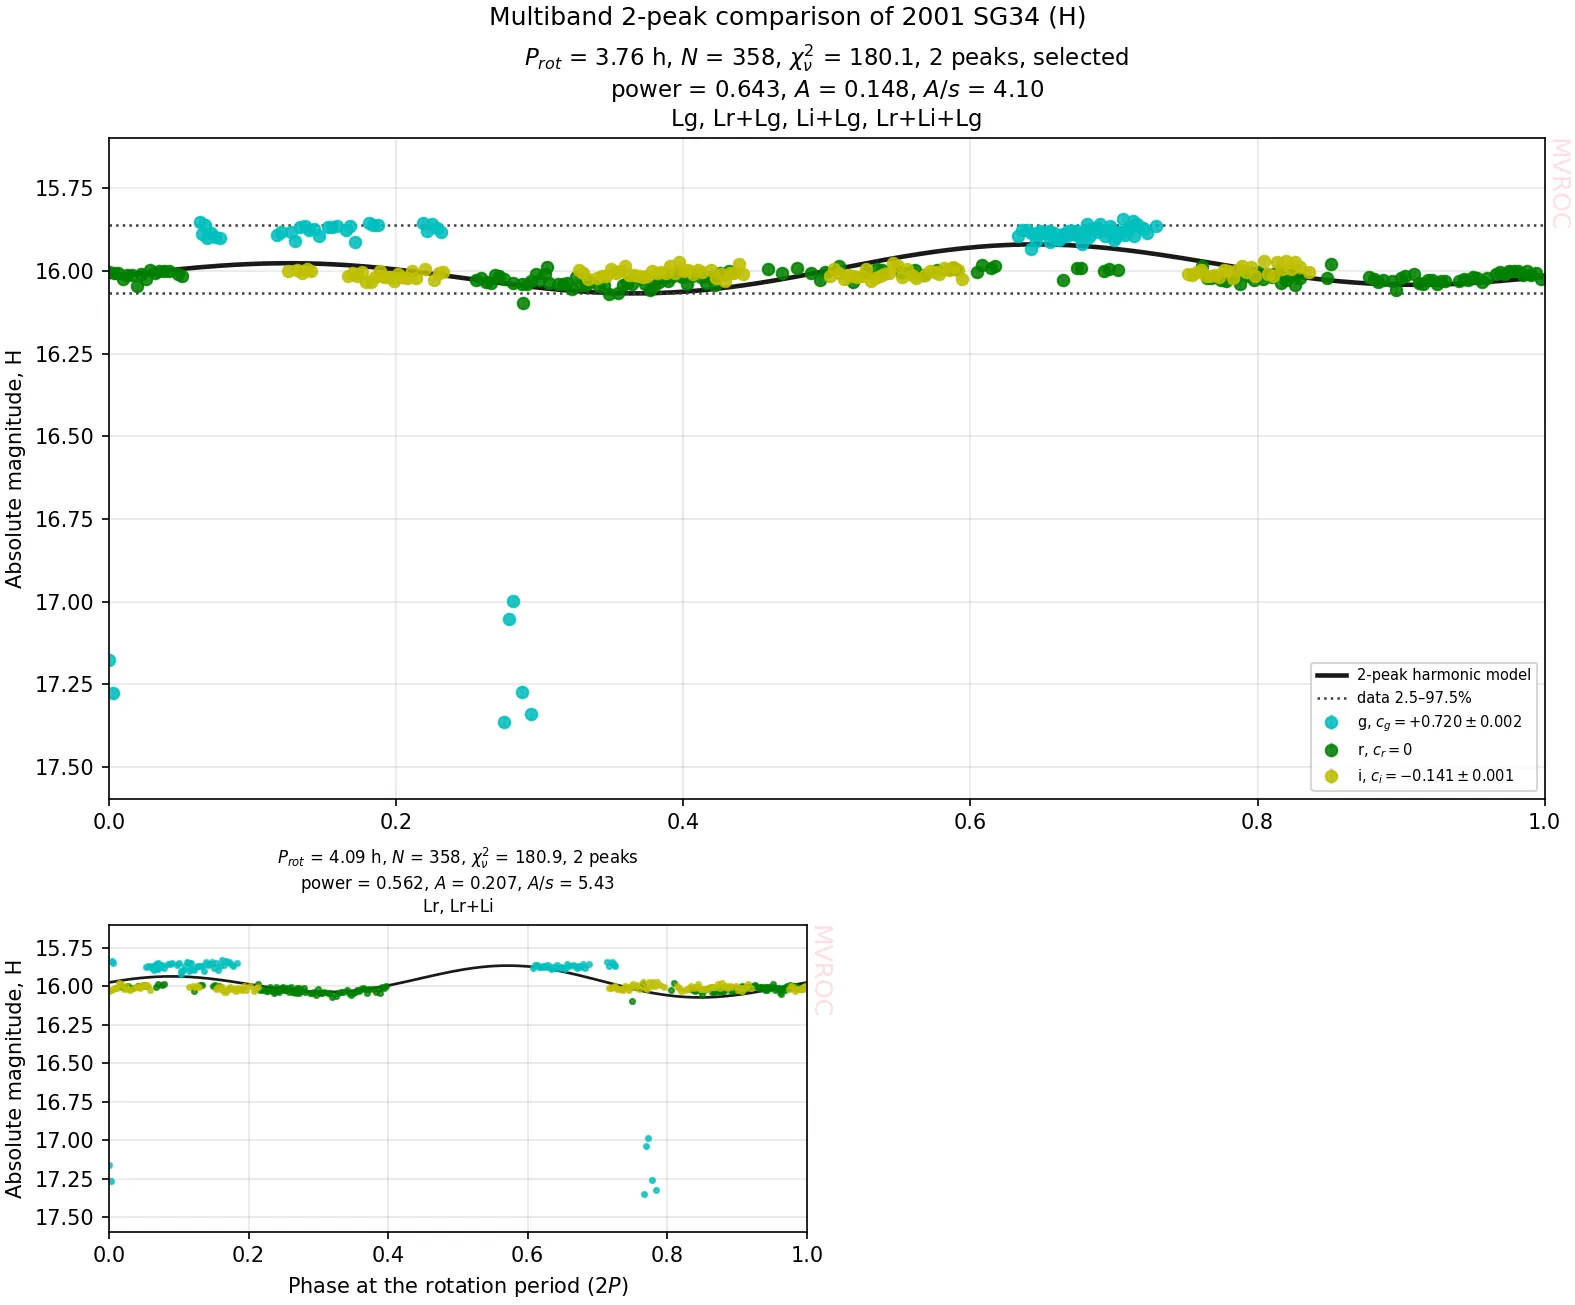 Multiband 2-peak comparison of 2001 SG34 (H)
P_rot = 3.76 h, N = 358, χ²_ν = 180.1, 2 peaks, selected
power = 0.643, A = 0.148, A/s = 4.10
Lg, Lr+Lg, Li+Lg, Lr+Li+Lg
MVROC
Absolute magnitude, H
15.75
16.00
16.25
16.50
16.75
17.00
17.25
17.50
2-peak harmonic model
data 2.5–97.5%
g, c_g = +0.720 ± 0.002
r, c_r = 0
i, c_i = −0.141 ± 0.001
0.0 0.2 0.4 0.6 0.8 1.0
P_rot = 4.09 h, N = 358, χ²_ν = 180.9, 2 peaks
power = 0.562, A = 0.207, A/s = 5.43
Lr, Lr+Li
MVROC
Absolute magnitude, H
15.75
16.00
16.25
16.50
16.75
17.00
17.25
17.50
0.0 0.2 0.4 0.6 0.8 1.0
Phase at the rotation period (2P)